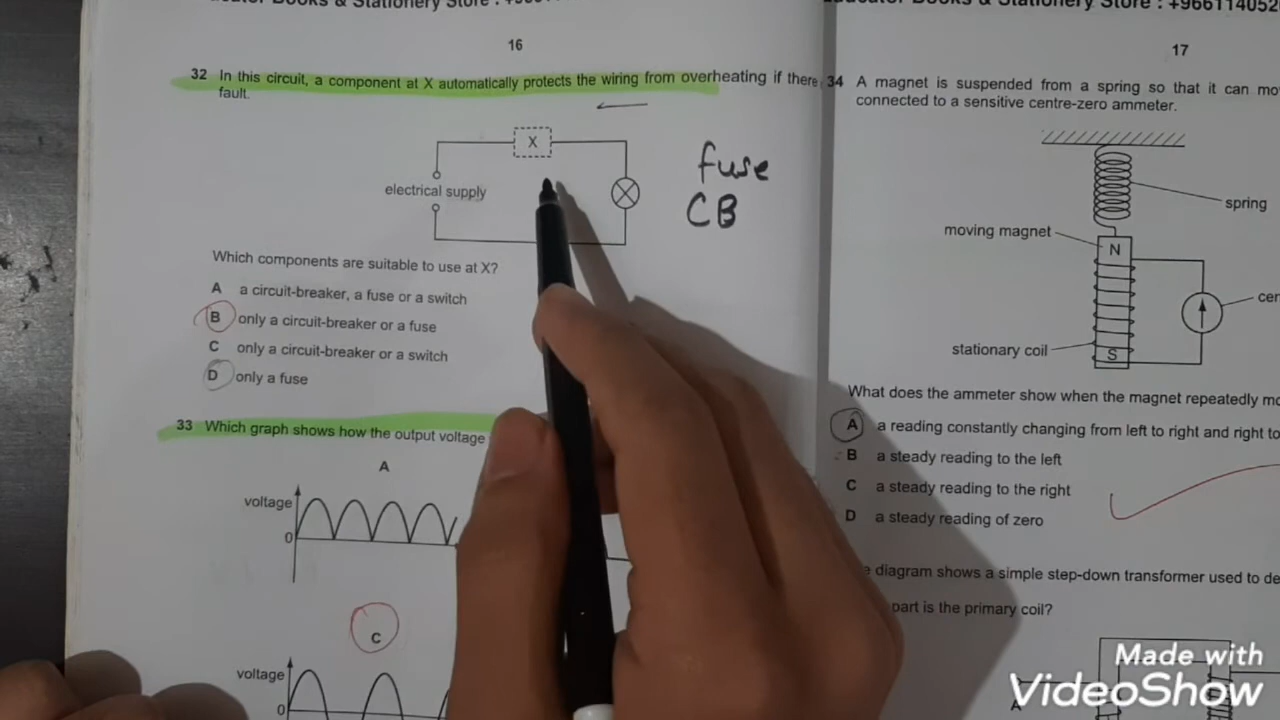 Books & Stationery Store :
16
32 In this circuit, a component at X automatically protects the wiring from overheating if there
fault.
X
electrical supply
fuse
CB
Which components are suitable to use at X?
A a circuit-breaker, a fuse or a switch
B only a circuit-breaker or a fuse
C only a circuit-breaker or a switch
D only a fuse
33 Which graph shows how the output voltage
A
voltage
0
C
voltage
0
Books & Stationery Store : +96611405
17
34 A magnet is suspended from a spring so that it can
connected to a sensitive centre-zero ammeter.
spring
moving magnet
N
stationary coil
S
What does the ammeter show when the magnet repeatedly
A a reading constantly changing from left to right and right to
B a steady reading to the left
C a steady reading to the right
D a steady reading of zero
diagram shows a simple step-down transformer used to
part is the primary coil?
A
Made with
VideoShow